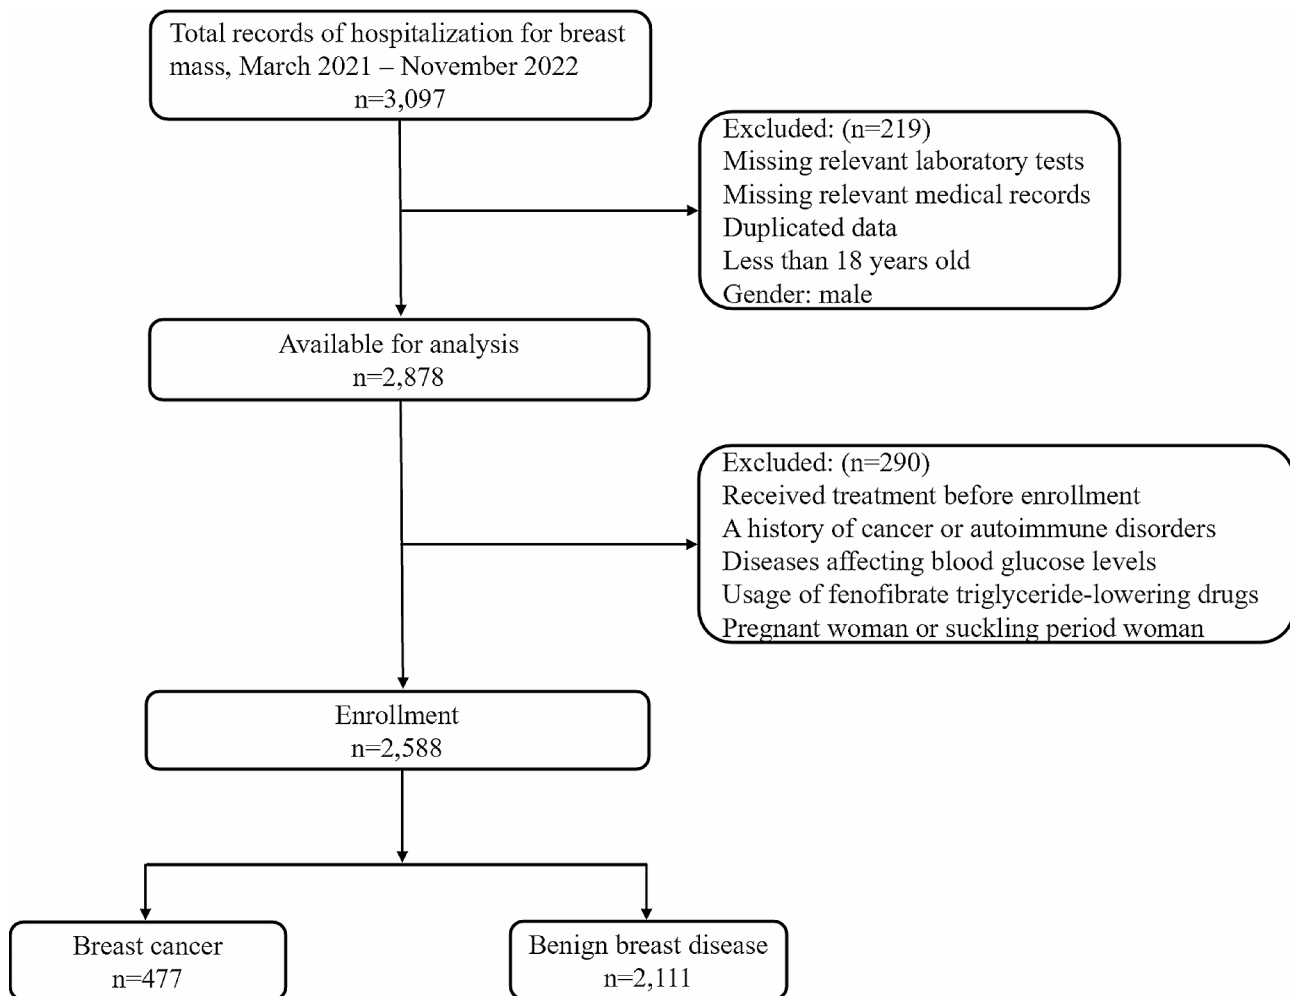 Total records of hospitalization for breast
mass, March 2021 – November 2022
n=3,097
Excluded: (n=219)
Missing relevant laboratory tests
Missing relevant medical records
Duplicated data
Less than 18 years old
Gender: male
Available for analysis
n=2,878
Excluded: (n=290)
Received treatment before enrollment
A history of cancer or autoimmune disorders
Diseases affecting blood glucose levels
Usage of fenofibrate triglyceride-lowering drugs
Pregnant woman or suckling period woman
Enrollment
n=2,588
Breast cancer
n=477
Benign breast disease
n=2,111